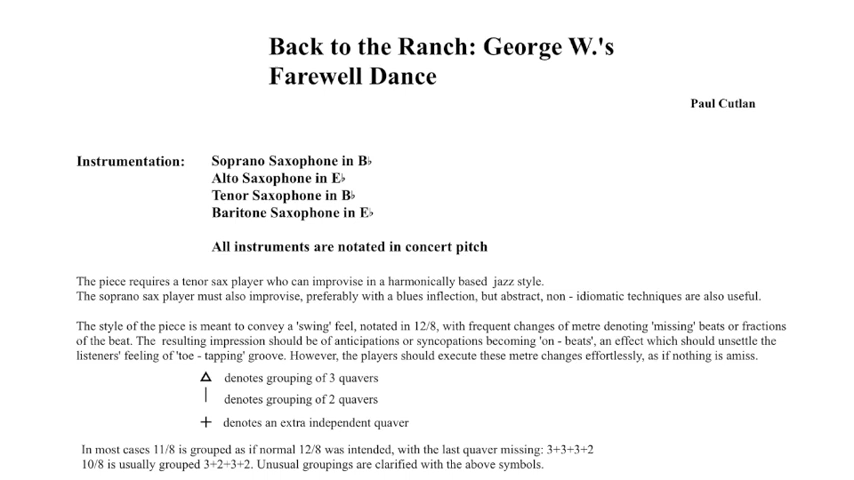 Back to the Ranch: George W.'s
Farewell Dance
Paul Cutlan
Instrumentation: Soprano Saxophone in B♭
Alto Saxophone in E♭
Tenor Saxophone in B♭
Baritone Saxophone in E♭
All instruments are notated in concert pitch
The piece requires a tenor sax player who can improvise in a harmonically based jazz style.
The soprano sax player must also improvise, preferably with a blues inflection, but abstract, non - idiomatic techniques are also useful.
The style of the piece is meant to convey a 'swing' feel, notated in 12/8, with frequent changes of metre denoting 'missing' beats or fractions
of the beat. The resulting impression should be of anticipations or syncopations becoming 'on - beats', an effect which should unsettle the
listeners' feeling of 'toe - tapping' groove. However, the players should execute these metre changes effortlessly, as if nothing is amiss.
△ denotes grouping of 3 quavers
| denotes grouping of 2 quavers
+ denotes an extra independent quaver
In most cases 11/8 is grouped as if normal 12/8 was intended, with the last quaver missing: 3+3+3+2
10/8 is usually grouped 3+2+3+2. Unusual groupings are clarified with the above symbols.